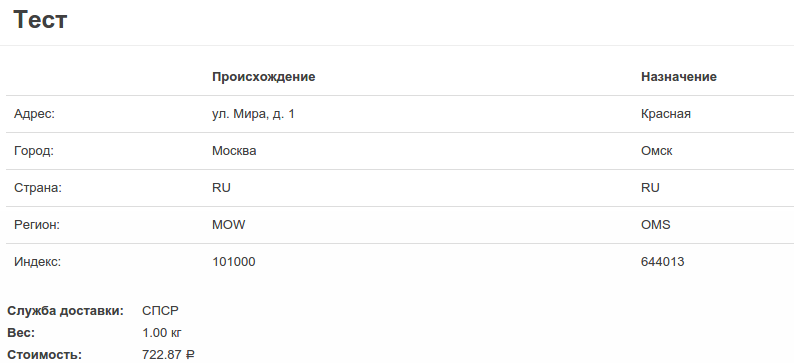 Тест
Происхождение Назначение
Адрес: ул. Мира, д. 1 Красная
Город: Москва Омск
Страна: RU RU
Регион: MOW OMS
Индекс: 101000 644013
Служба доставки: СПСР
Вес: 1.00 кг
Стоимость: 722.87 ₽